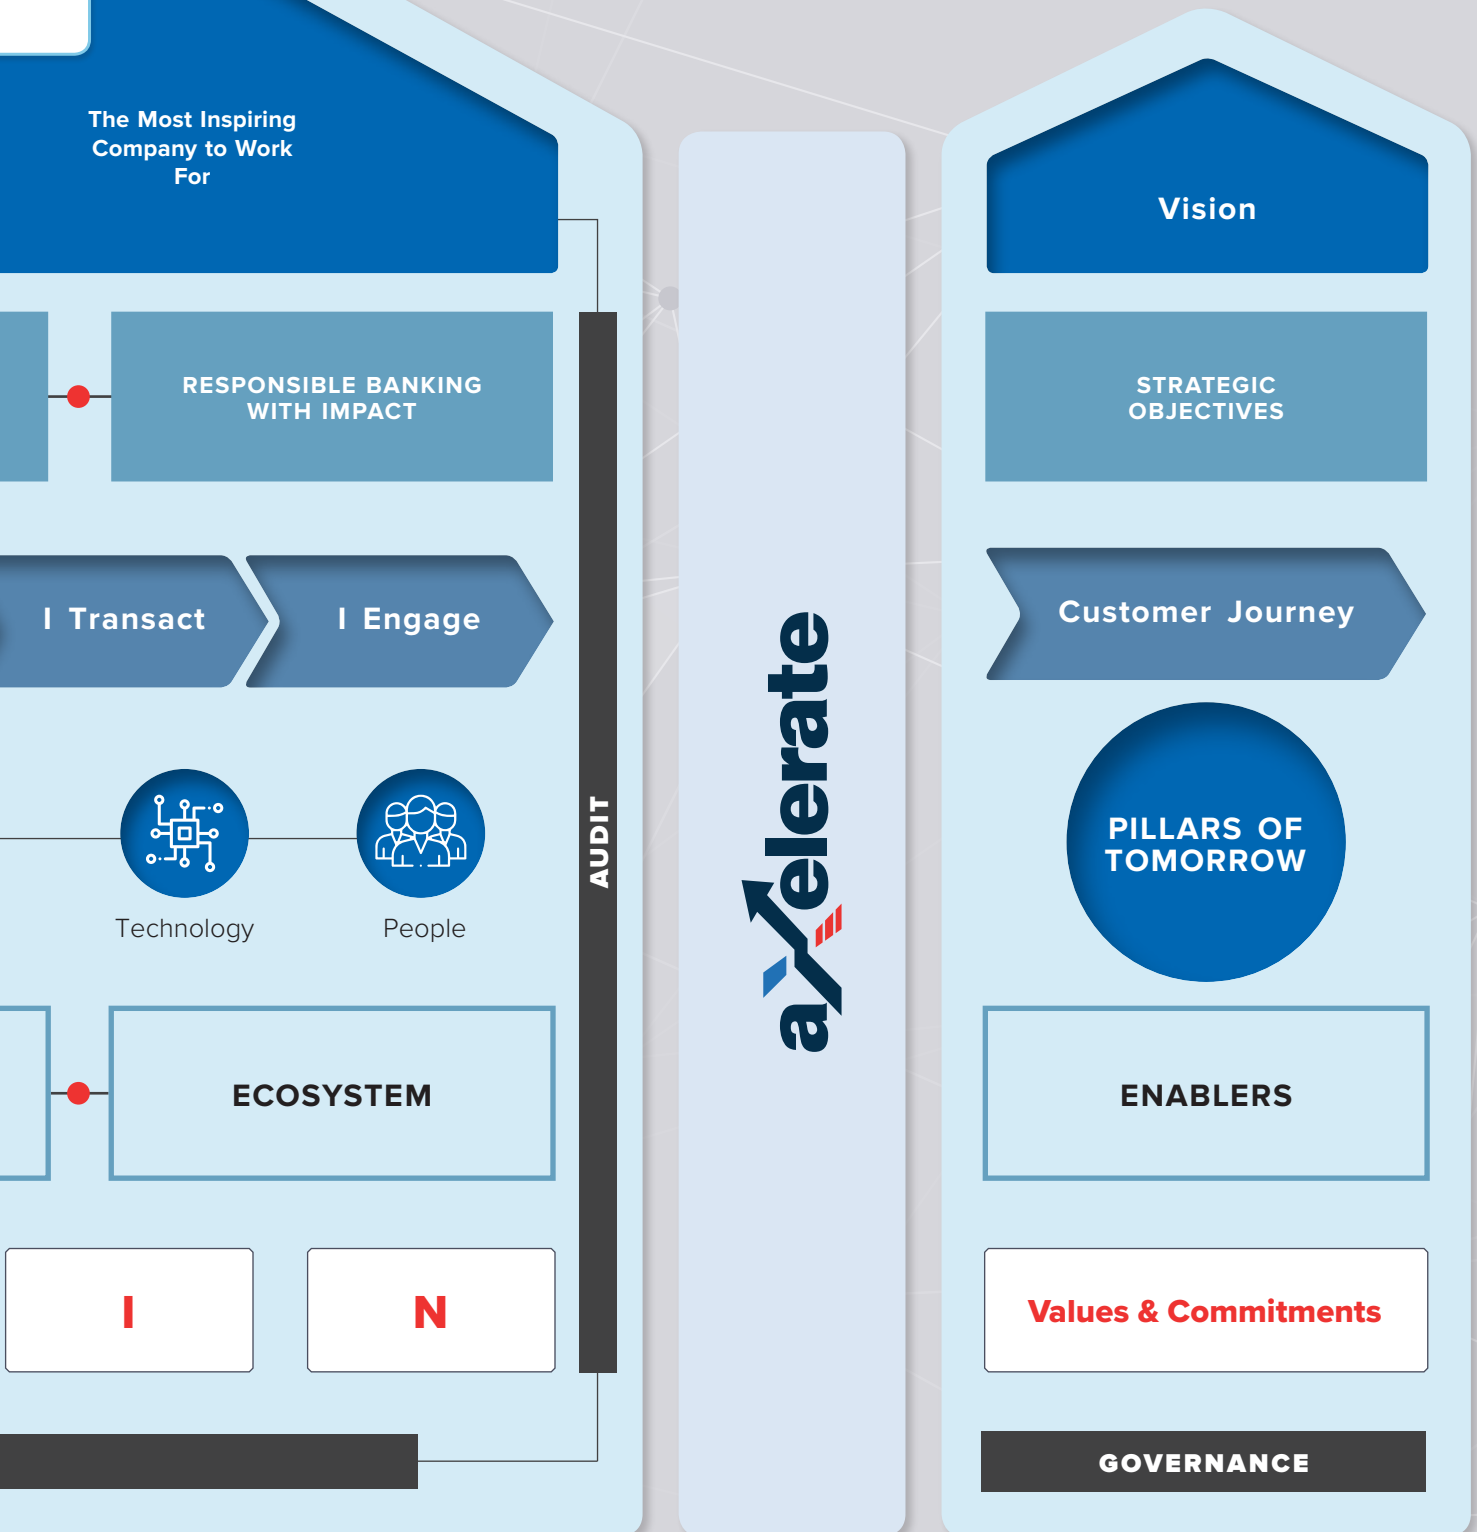 The Most Inspiring
Company to Work
For
RESPONSIBLE BANKING
WITH IMPACT
I Transact
I Engage
Technology
People
AUDIT
ECOSYSTEM
I
N
aXelerate
Vision
STRATEGIC
OBJECTIVES
Customer Journey
PILLARS OF
TOMORROW
ENABLERS
Values & Commitments
GOVERNANCE